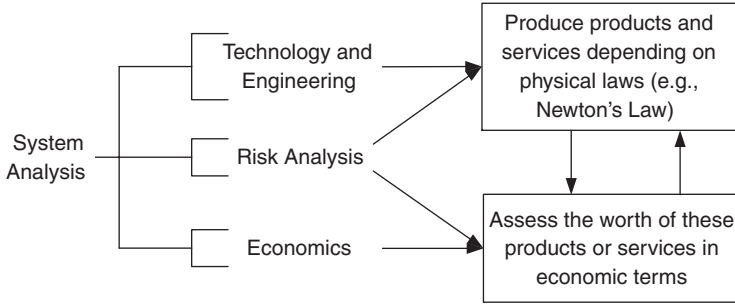 System
Analysis
Technology and
Engineering
Risk Analysis
Economics
Produce products and
services depending on
physical laws (e.g.,
Newton's Law)
Assess the worth of these
products or services in
economic terms